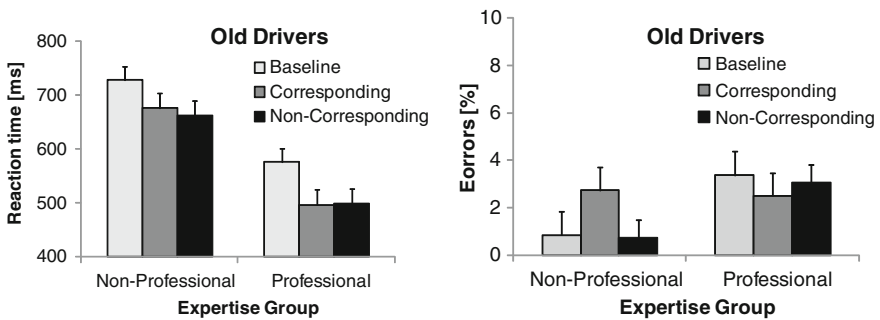 Old Drivers
Baseline
Corresponding
Non-Corresponding
Reaction time [ms]
800
700
600
500
400
Non-Professional Professional
Expertise Group
Old Drivers
Baseline
Corresponding
Non-Corresponding
Eorrors [%]
10
8
6
4
2
0
Non-Professional Professional
Expertise Group